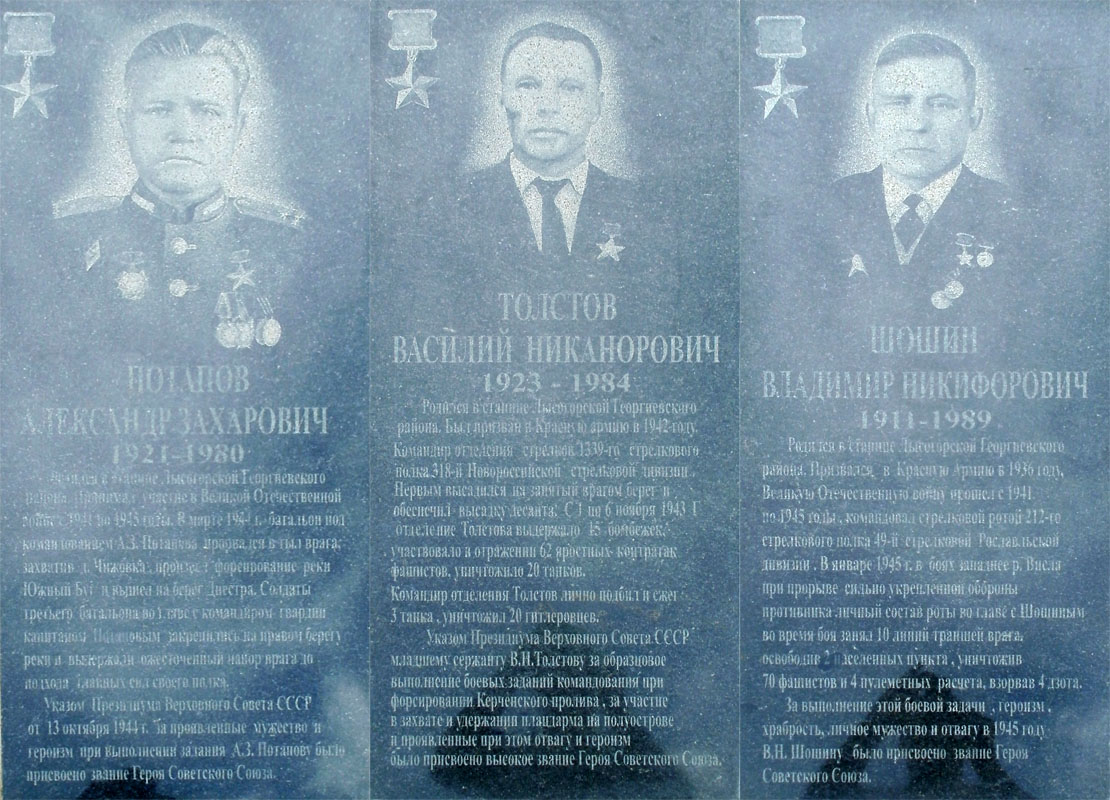 ПОТАПОВ
АЛЕКСАНДР ЗАХАРОВИЧ
1921-1980
Родился в станице Лысогорской Георгиевского
района. Принимал участие в Великой Отечественной
войне с 1941 по 1945 годы. В марте 1944 г. батальон под
командованием А.З. Потапова прорвался в тыл врага;
захватив д. Чижовка; форсирование реки
Южный Буг и вышел на берег Днестра. Солдаты
третьего батальона во главе с командиром гвардии
капитаном Потаповым закрепились на правом берегу
реки и выдержали ожесточенный напор врага до
подхода главных сил своего полка.
Указом Президиума Верховного Совета СССР
от 13 октября 1944 г. За проявленные мужество и
героизм при выполнении задания А.З. Потапову было
присвоено звание Героя Советского Союза.
ТОЛСТОВ
ВАСИЛИЙ НИКАНОРОВИЧ
1923 - 1984
Родился в станице Лысогорской Георгиевского
района. Был призван в Красную армию в 1942 году.
Командир отделения стрелков 1339-го стрелкового
полка 318-й Новороссийской стрелковой дивизии
Первым высадился на занятый врагом берег и
обеспечил высадку десанта. С 1 по 6 ноября 1943 Г
отделение Толстова выдержало 15 бомбежек,
участвовало в отражении 62 яростных контратак
фашистов, уничтожило 20 танков.
Командир отделения Толстов лично подбил и сжег
3 танка , уничтожил 20 гитлеровцев.
Указом Президиума Верховного Совета СССР
младшему сержанту В.Н.Толстову за образцовое
выполнение боевых заданий командования при
форсировании Керченского пролива , за участие
в захвате и удержания плацдарма на полуострове
и проявленные при этом отвагу и героизм
было присвоено высокое звание Героя Советского Союза.
ШОШИН
ВЛАДИМИР НИКИФОРОВИЧ
1911-1989
Родился в станице Лысогорской Георгиевского
района. Призвался в Красную Армию в 1936 году,
Великую Отечественную войну прошел с 1941
по 1945 годы , командовал стрелковой ротой 212-го
стрелкового полка 49-й стрелковой Рославльской
дивизии . В январе 1945 г. в боях западнее р. Висла
при прорыве сильно укрепленной обороны
противника личный состав роты во главе с Шошиным
во время боя занял 10 линий траншей врага,
освободив 2 населенных пункта , уничтожив
70 фашистов и 4 пулеметных расчета, взорвав 4 дзота.
За выполнение этой боевой задачи , героизм ,
храбрость, личное мужество и отвагу в 1945 году
В.Н. Шошину было присвоено звание Героя
Советского Союза.